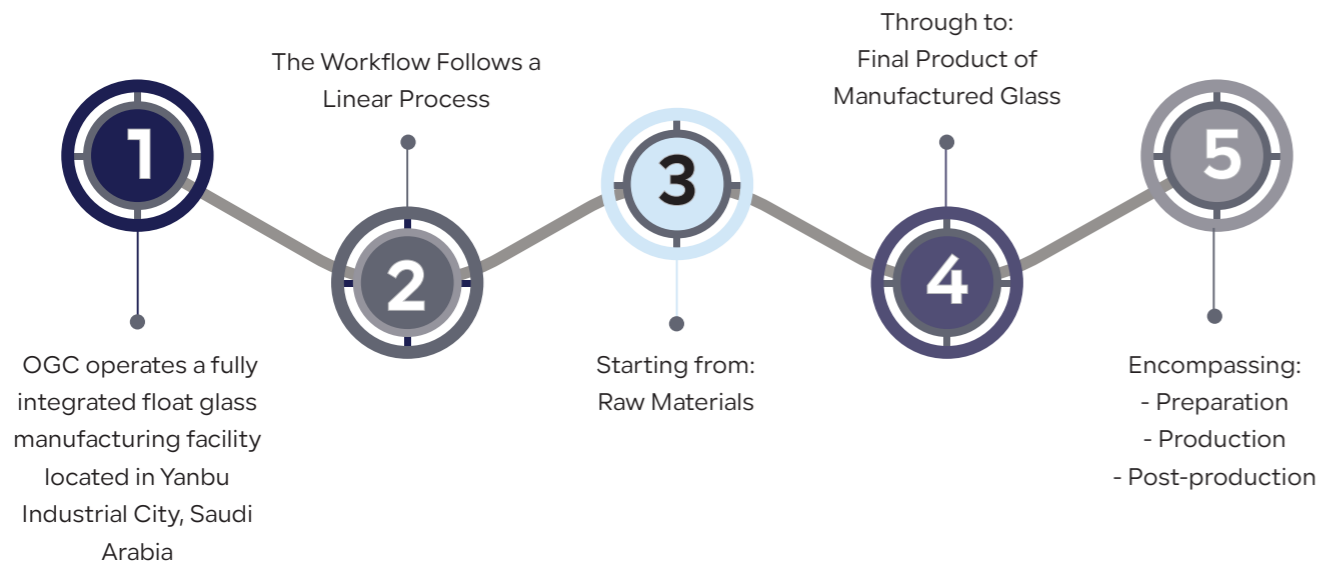 1
OGC operates a fully
integrated float glass
manufacturing facility
located in Yanbu
Industrial City, Saudi
Arabia
The Workflow Follows a
Linear Process
2
3
Starting from:
Raw Materials
Through to:
Final Product of
Manufactured Glass
4
5
Encompassing:
- Preparation
- Production
- Post-production